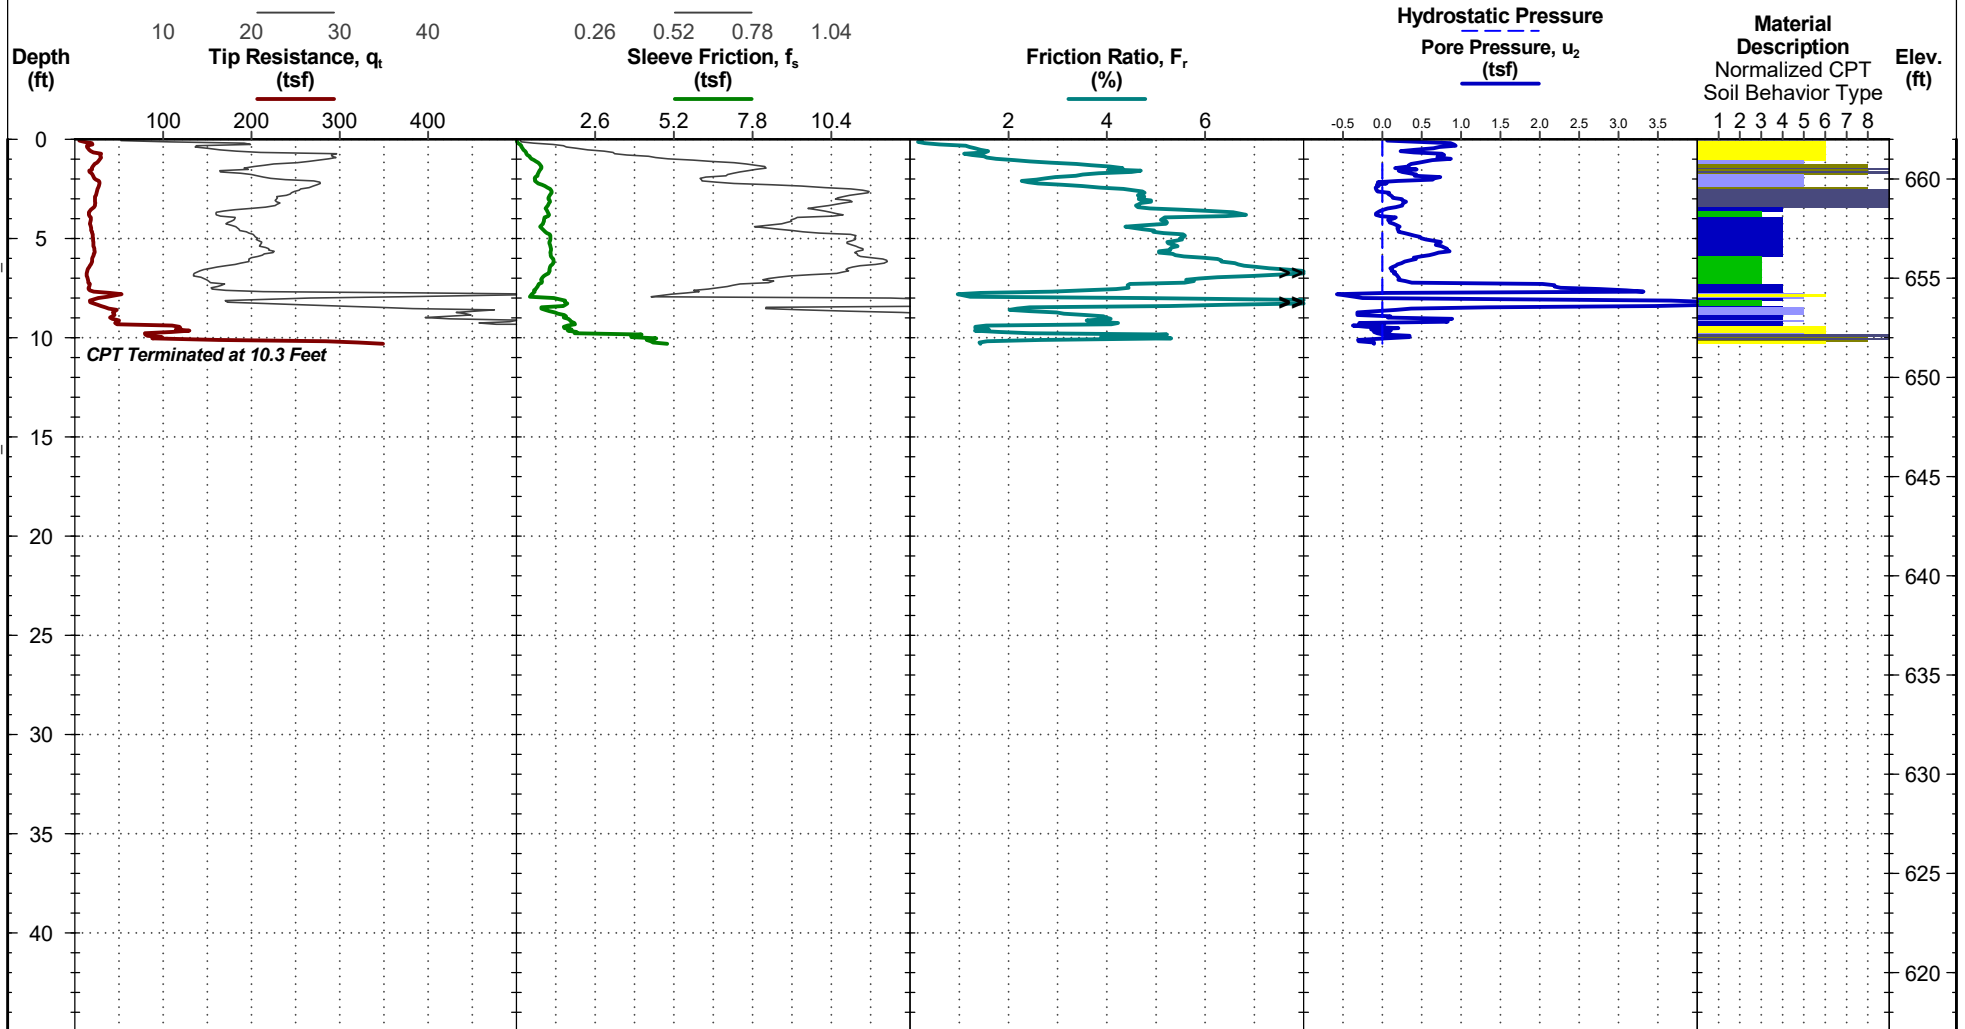 10 20 30 40
0.26 0.52 0.78 1.04
Hydrostatic Pressure
Depth
(ft)
Tip Resistance, qt
(tsf)
Sleeve Friction, fs
(tsf)
Friction Ratio, Fr
(%)
Pore Pressure, u2
(tsf)
Material
Description
Normalized CPT
Soil Behavior Type
Elev.
(ft)
100 200 300 400
2.6 5.2 7.8 10.4
2 4 6
-0.5 0.0 0.5 1.0 1.5 2.0 2.5 3.0 3.5
1 2 3 4 5 6 7 8
0
660
5
655
10
CPT Terminated at 10.3 Feet
650
15
645
20
640
25
635
30
630
35
625
40
620